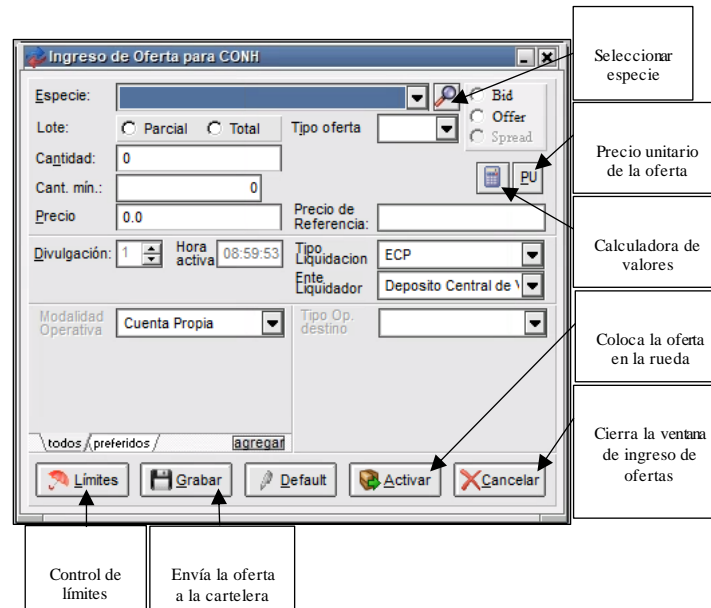 Ingreso de Oferta para CONH
Seleccionar
especie
Especie:
Bid
Lote:
Parcial
Total
Tipo oferta
Offer
Spread
Cantidad:
0
Precio unitario
de la oferta
Cant. mín.:
0
PU
Precio
0.0
Precio de
Referencia:
Calculadora de
valores
Divulgación:
1
Hora
activa
08:59:53
Tipo
Liquidacion
ECP
Ente
Liquidador
Deposito Central de
Modalidad
Operativa
Cuenta Propia
Tipo Op.
destino
Coloca la oferta
en la rueda
Cierra la ventana
de ingreso de
ofertas
todos
preferidos
agregar
Límites
Grabar
Default
Activar
Cancelar
Control de
límites
Envía la oferta
a la cartelera